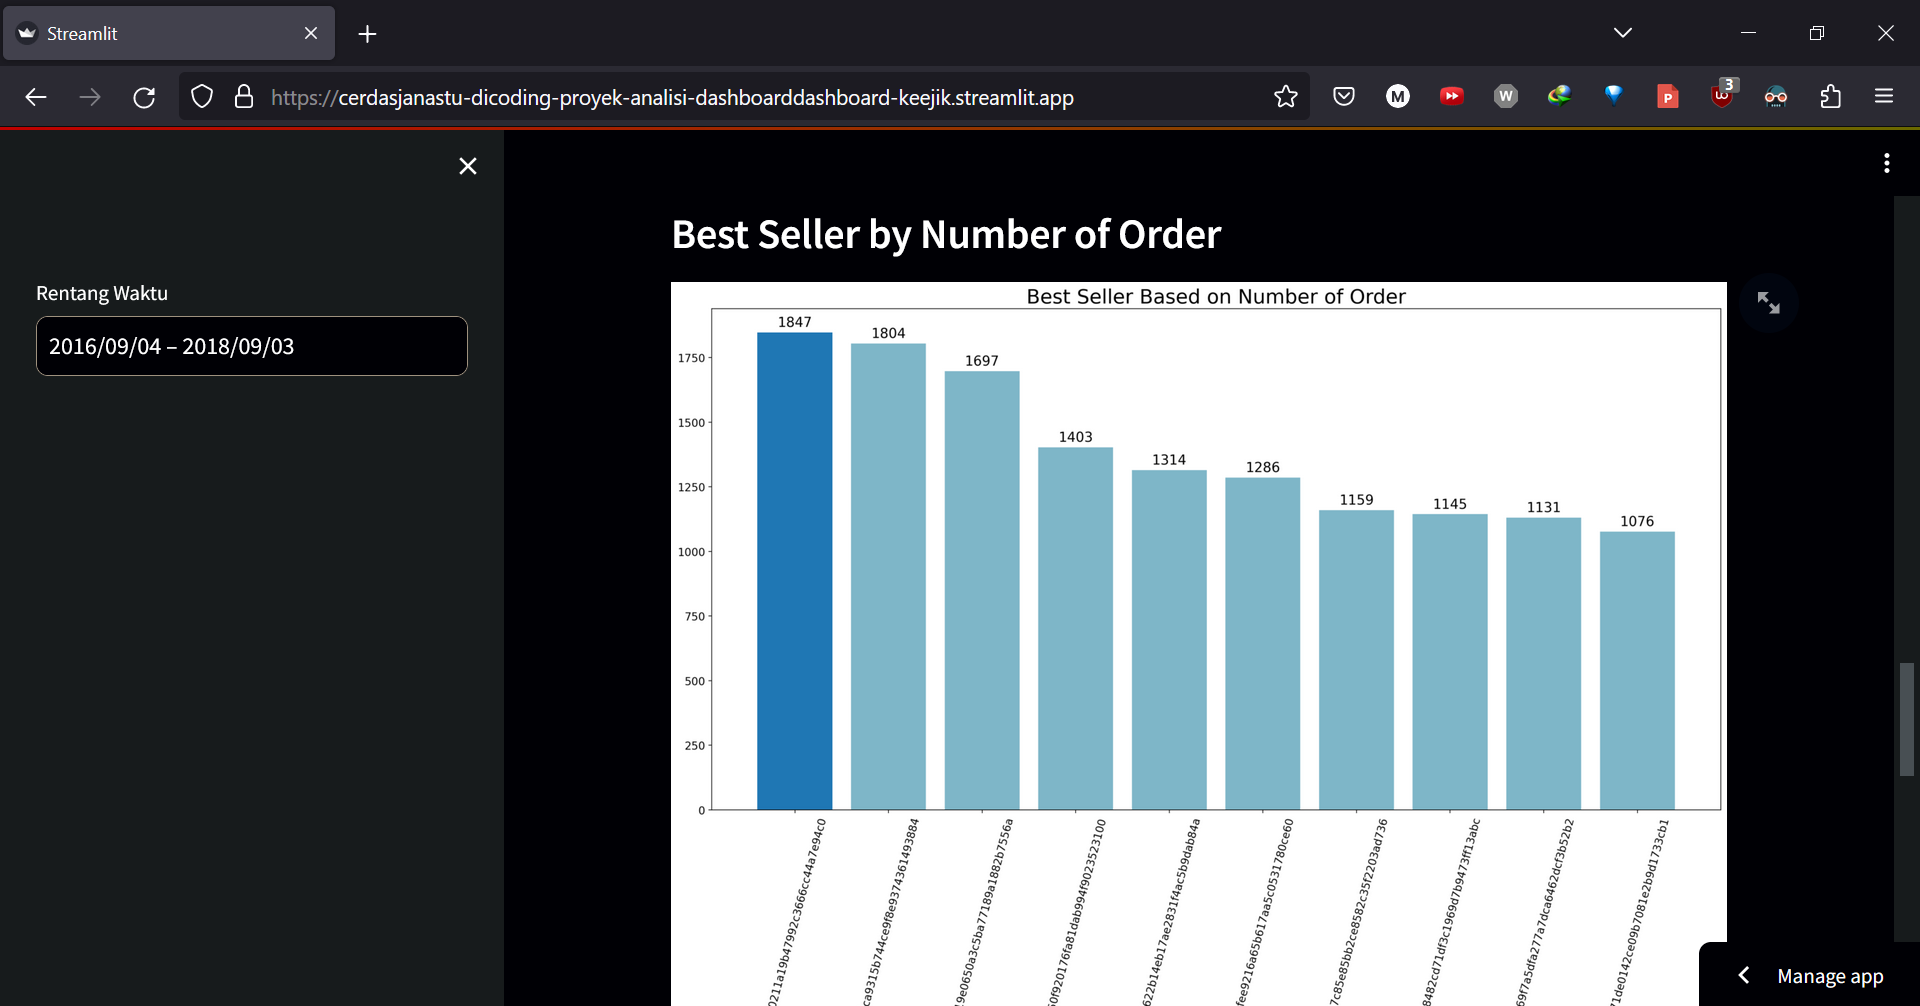 Streamlit
https://cerdasjanastu-dicoding-proyek-analisi-dashboarddashboard-keejik.streamlit.app
M
W
P
3
Rentang Waktu
2016/09/04 – 2018/09/03
Best Seller by Number of Order
Best Seller Based on Number of Order
1847
1804
1697
1403
1314
1286
1159
1145
1131
1076
1750
1500
1250
1000
750
500
250
0
0211a19b47992c3666cc44a7e94c0
ca9315b744ce9f8e9374361493884
19e0650a3c5ba77189a1882b7556a
0f920176fa81dab994f9023523100
622b14eb17ae2831f4ac5b9dab84a
fee9216a65b617aa5c0531780ce60
7c85e85bb2ce8582c35f2203ad736
8482cd71df3c1969d7b9473ff13abc
69f7a5dfa277a7dca6462dcf3b52b2
1de0142ce09b7081e2b9d1733cb1
Manage app